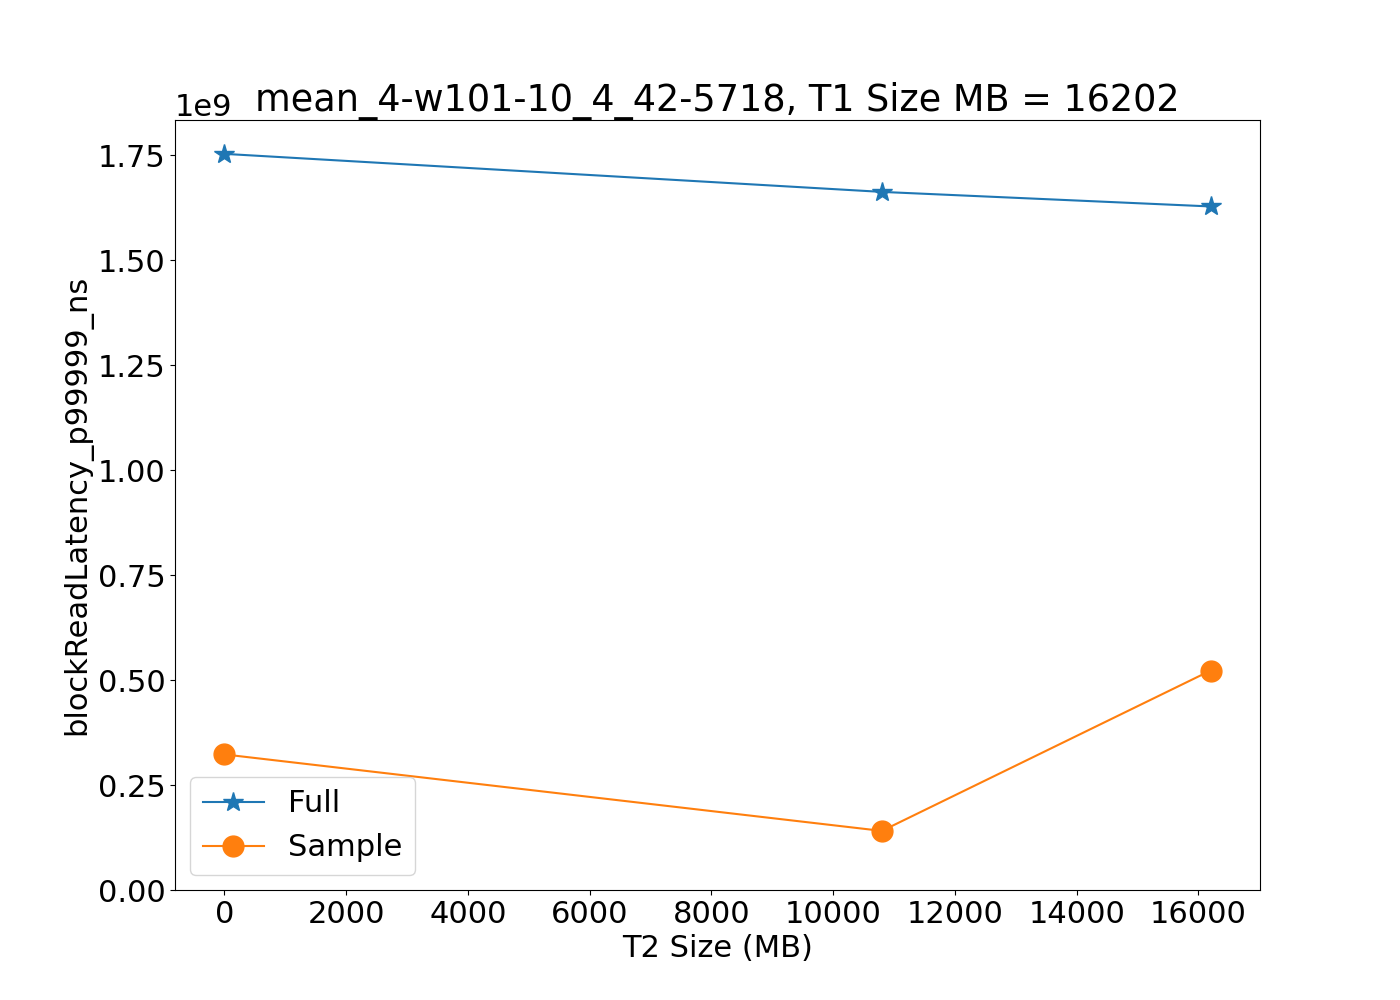 1e9
mean_4-w101-10_4_42-5718, T1 Size MB = 16202
blockReadLatency_p99999_ns
1.75
1.50
1.25
1.00
0.75
0.50
0.25
0.00
Full
Sample
0 2000 4000 6000 8000 10000 12000 14000 16000
T2 Size (MB)